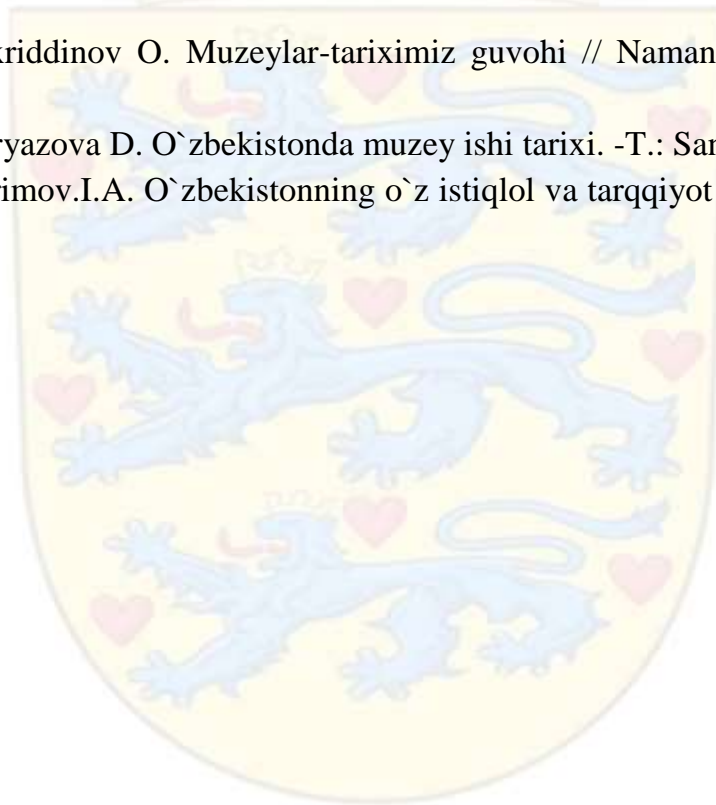 kriddinov O. Muzeylar-tariximiz guvohi // Naman
ryazova D. O`zbekistonda muzey ishi tarixi. -T.: San
rimov.I.A. O`zbekistonning o`z istiqlol va tarqqiyot